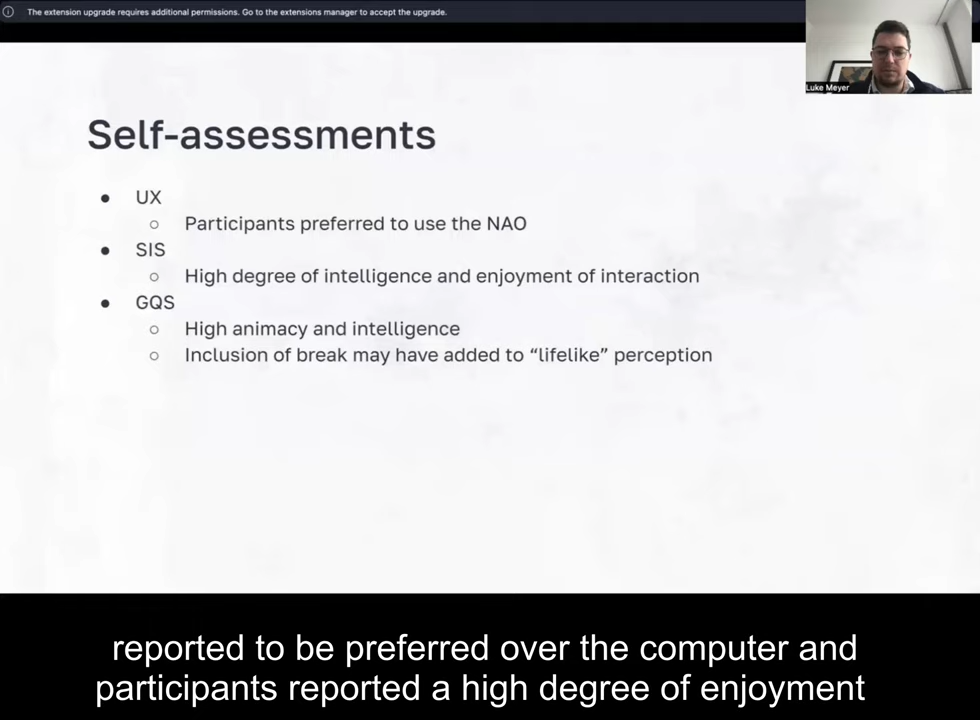 The extension upgrade requires additional permissions. Go to the extensions manager to accept the upgrade.
Luke Meyer
Self-assessments
● UX
○ Participants preferred to use the NAO
● SIS
○ High degree of intelligence and enjoyment of interaction
● GQS
○ High animacy and intelligence
○ Inclusion of break may have added to “lifelike” perception
reported to be preferred over the computer and
participants reported a high degree of enjoyment